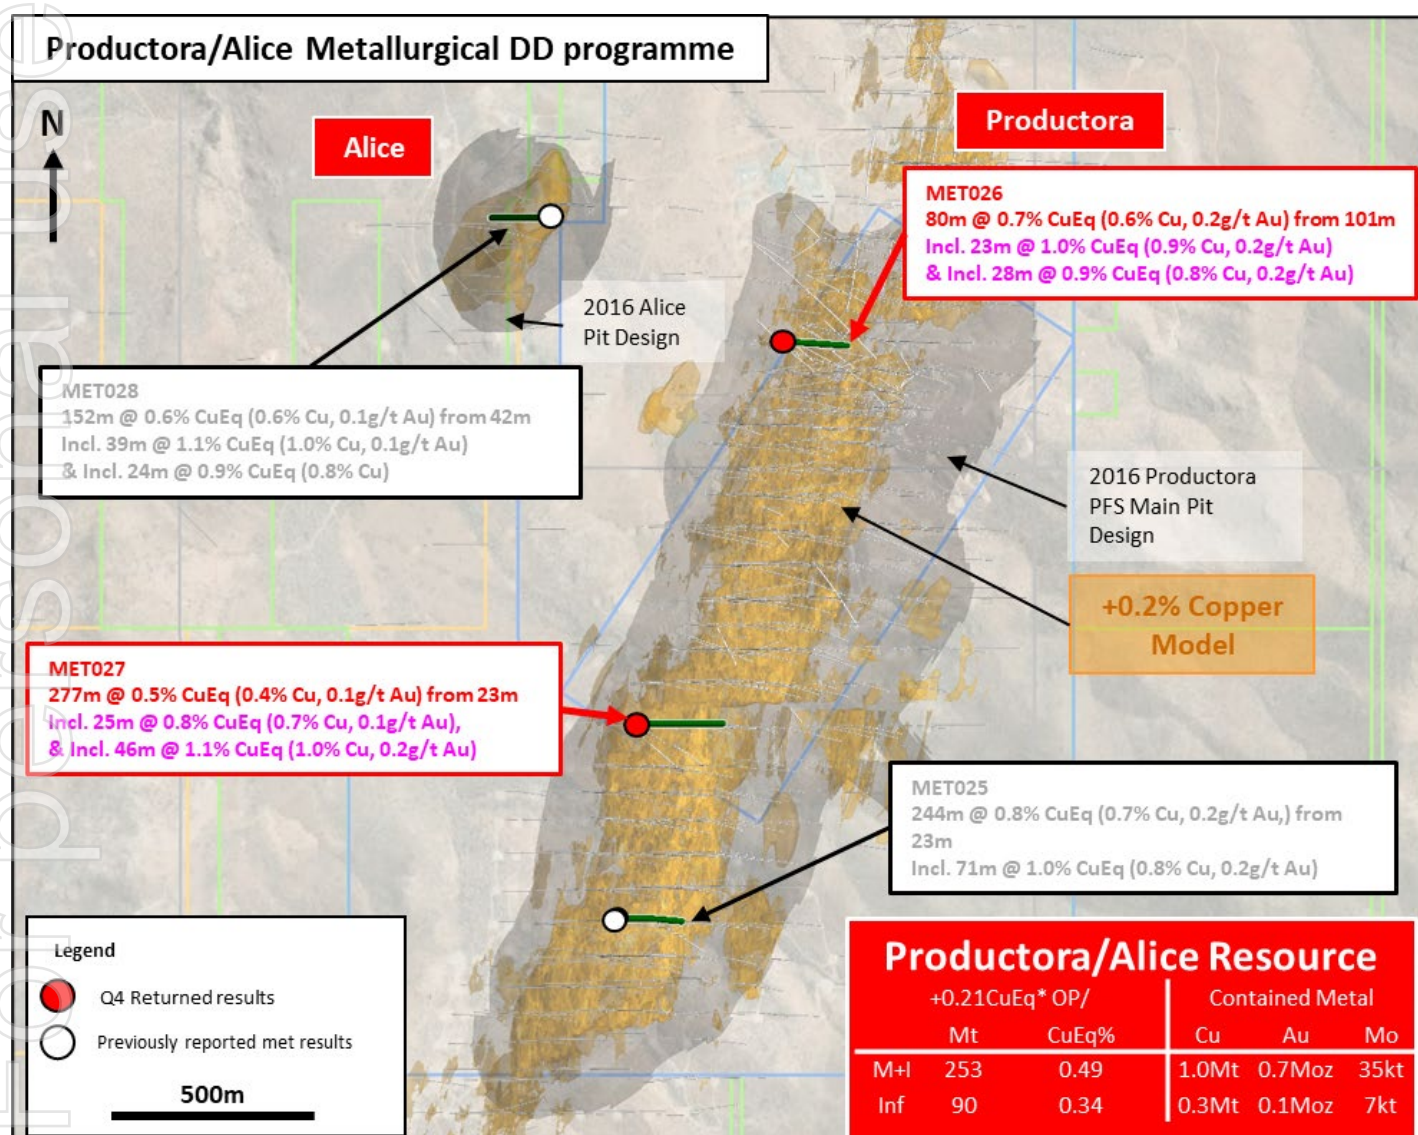 For personal use
Productora/Alice Metallurgical DD programme
N
Alice
Productora
MET026
80m @ 0.7% CuEq (0.6% Cu, 0.2g/t Au) from 101m
Incl. 23m @ 1.0% CuEq (0.9% Cu, 0.2g/t Au)
& Incl. 28m @ 0.9% CuEq (0.8% Cu, 0.2g/t Au)
2016 Alice
Pit Design
MET028
152m @ 0.6% CuEq (0.6% Cu, 0.1g/t Au) from 42m
Incl. 39m @ 1.1% CuEq (1.0% Cu, 0.1g/t Au)
& Incl. 24m @ 0.9% CuEq (0.8% Cu)
2016 Productora
PFS Main Pit
Design
+0.2% Copper
Model
MET027
277m @ 0.5% CuEq (0.4% Cu, 0.1g/t Au) from 23m
Incl. 25m @ 0.8% CuEq (0.7% Cu, 0.1g/t Au),
& Incl. 46m @ 1.1% CuEq (1.0% Cu, 0.2g/t Au)
MET025
244m @ 0.8% CuEq (0.7% Cu, 0.2g/t Au,) from
23m
Incl. 71m @ 1.0% CuEq (0.8% Cu, 0.2g/t Au)
Legend
Q4 Returned results
Previously reported met results
500m
Productora/Alice Resource
+0.21CuEq* OP/ Contained Metal
Mt CuEq% Cu Au Mo
M+I 253 0.49 1.0Mt 0.7Moz 35kt
Inf 90 0.34 0.3Mt 0.1Moz 7kt